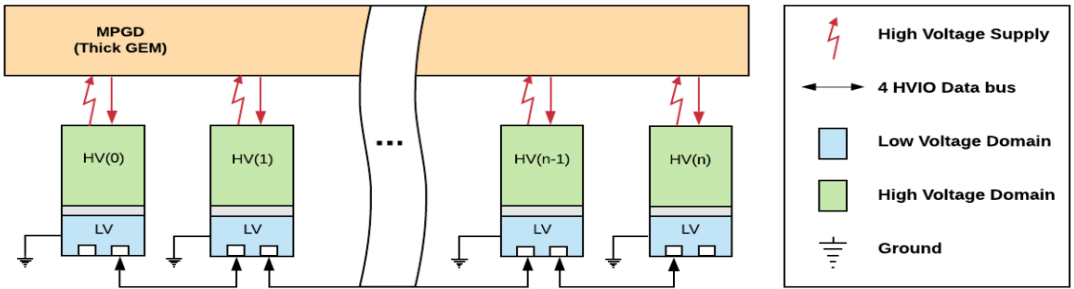 MPGD
(Thick GEM)
HV(0)
HV(1)
...
HV(n-1)
HV(n)
LV
LV
LV
LV
High Voltage Supply
4 HVIO Data bus
Low Voltage Domain
High Voltage Domain
Ground